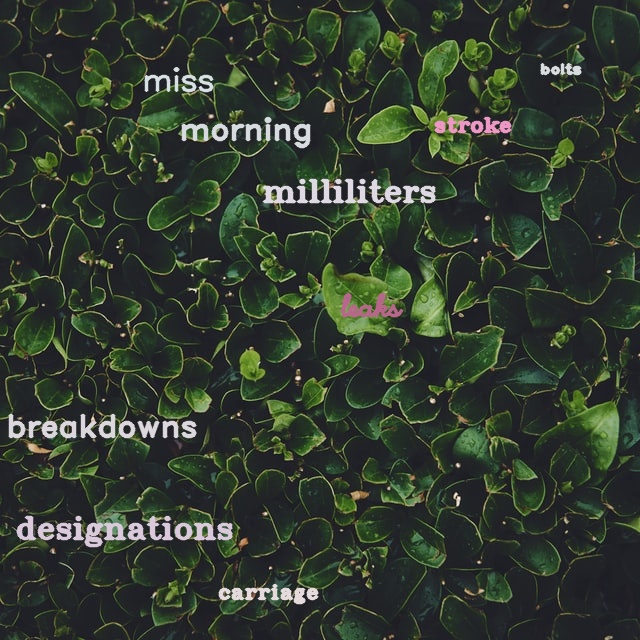 bolts
miss
stroke
morning
milliliters
leaks
breakdowns
designations
carriage